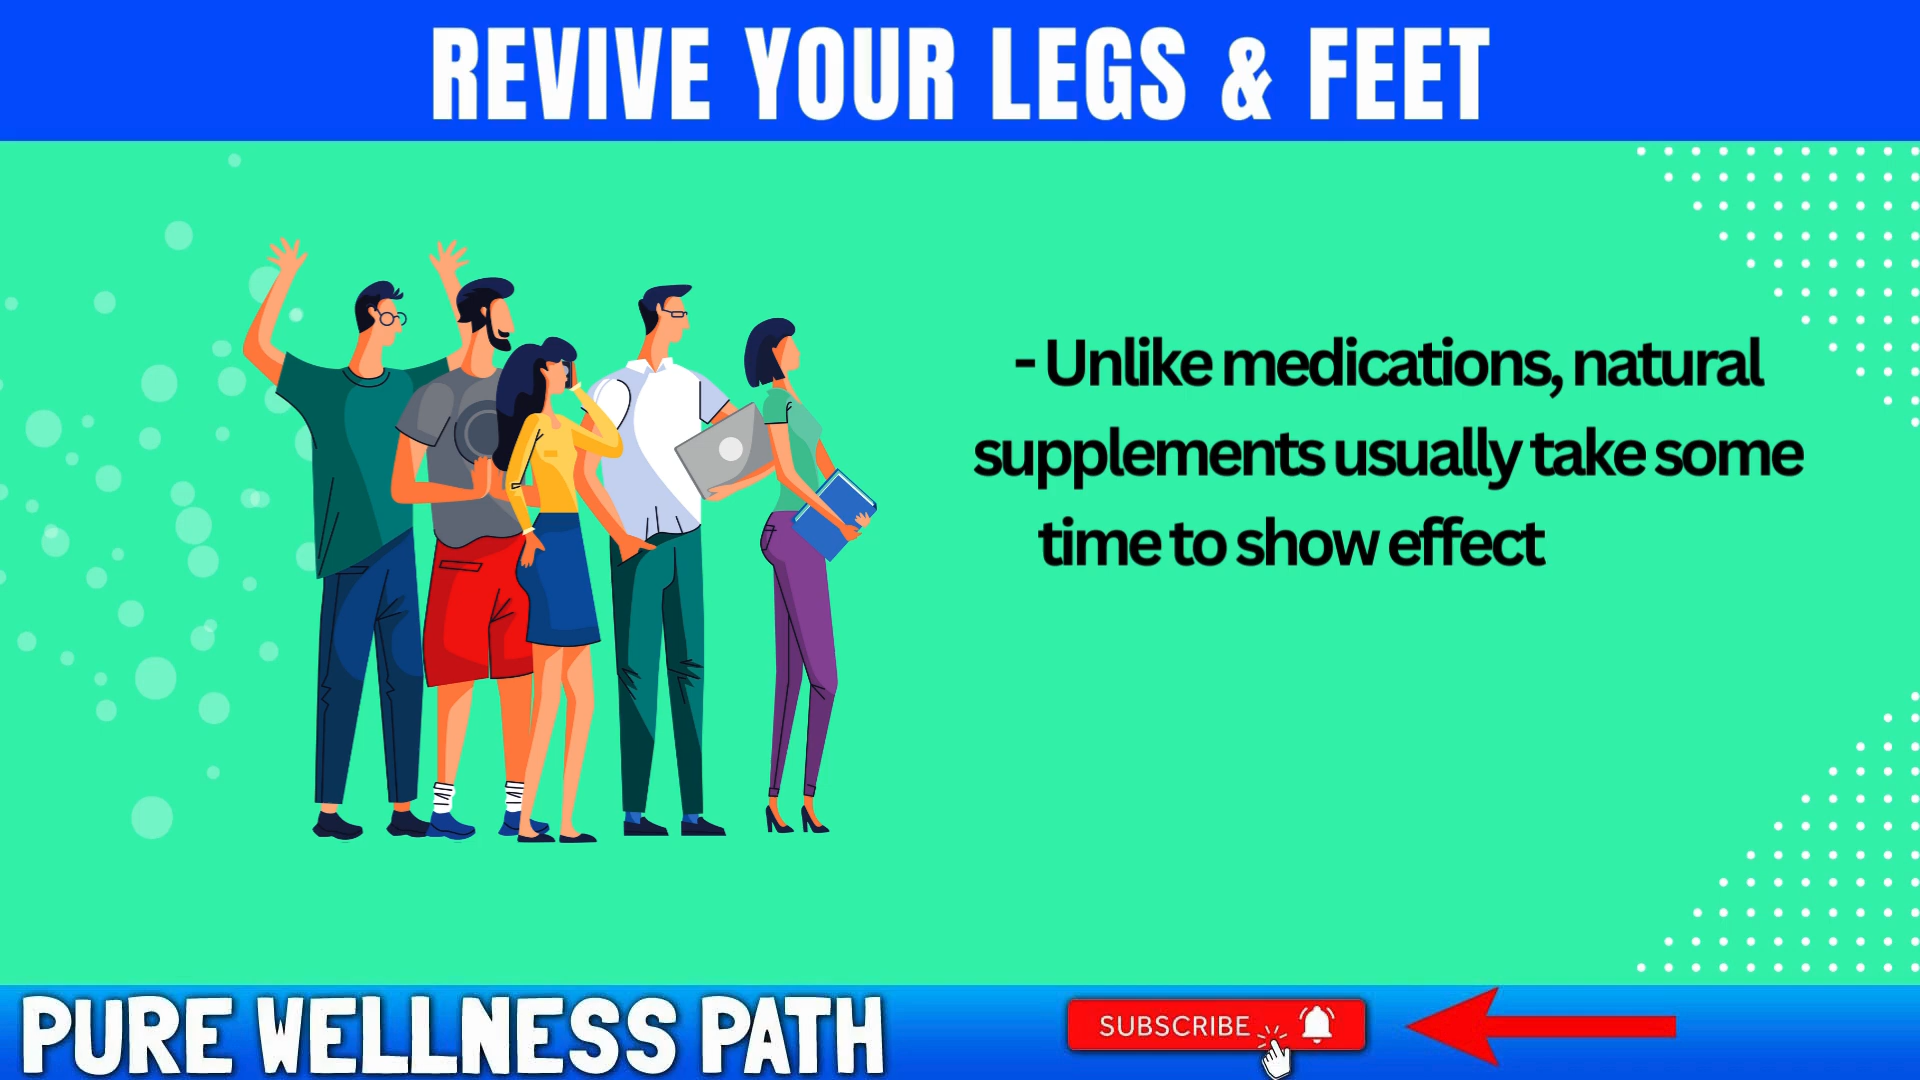 REVIVE YOUR LEGS & FEET
- Unlike medications, natural
supplements usually take some
time to show effect
PURE WELLNESS PATH
SUBSCRIBE